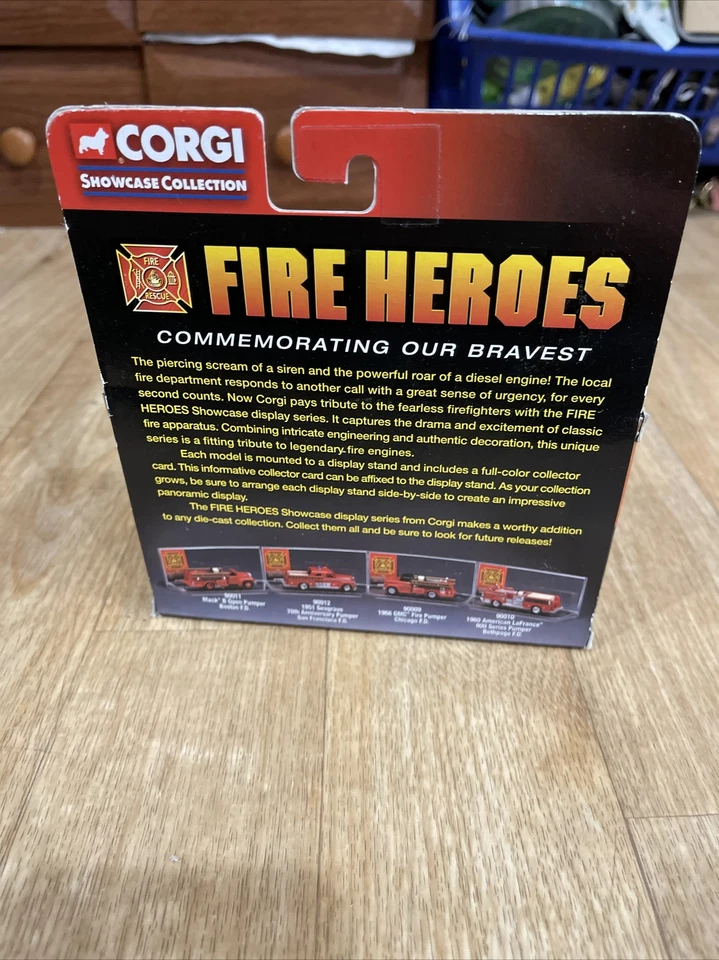 CORGI
SHOWCASE COLLECTION
FIRE
RESCUE
FIRE HEROES
COMMEMORATING OUR BRAVEST
The piercing scream of a siren and the powerful roar of a diesel engine! The local
fire department responds to another call with a great sense of urgency, for every
second counts. Now Corgi pays tribute to the fearless firefighters with the FIRE
HEROES Showcase display series. It captures the drama and excitement of classic
fire apparatus. Combining intricate engineering and authentic decoration, this unique
series is a fitting tribute to legendary fire engines.
Each model is mounted to a display stand and includes a full-color collector
card. This informative collector card can be affixed to the display stand. As your collection
grows, be sure to arrange each display stand side-by-side to create an impressive
panoramic display.
The FIRE HEROES Showcase display series from Corgi makes a worthy addition
to any die-cast collection. Collect them all and be sure to look for future releases!
90011
Mack® B Open Pumper
Boston F.D.
90012
1951 Seagrave
70th Anniversary Pumper
San Francisco F.D.
90009
1966 GMC® Fire Pumper
Chicago F.D.
90010
1960 American LaFrance®
900 Series Pumper
Bethpage F.D.